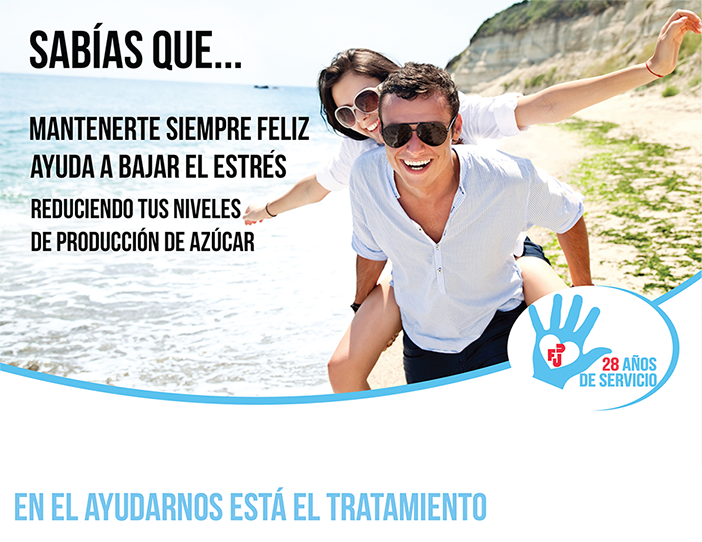 SABÍAS QUE...
MANTENERTE SIEMPRE FELIZ
AYUDA A BAJAR EL ESTRÉS
REDUCIENDO TUS NIVELES
DE PRODUCCIÓN DE AZÚCAR
FJ
28 AÑOS
DE SERVICIO
EN EL AYUDARNOS ESTÁ EL TRATAMIENTO